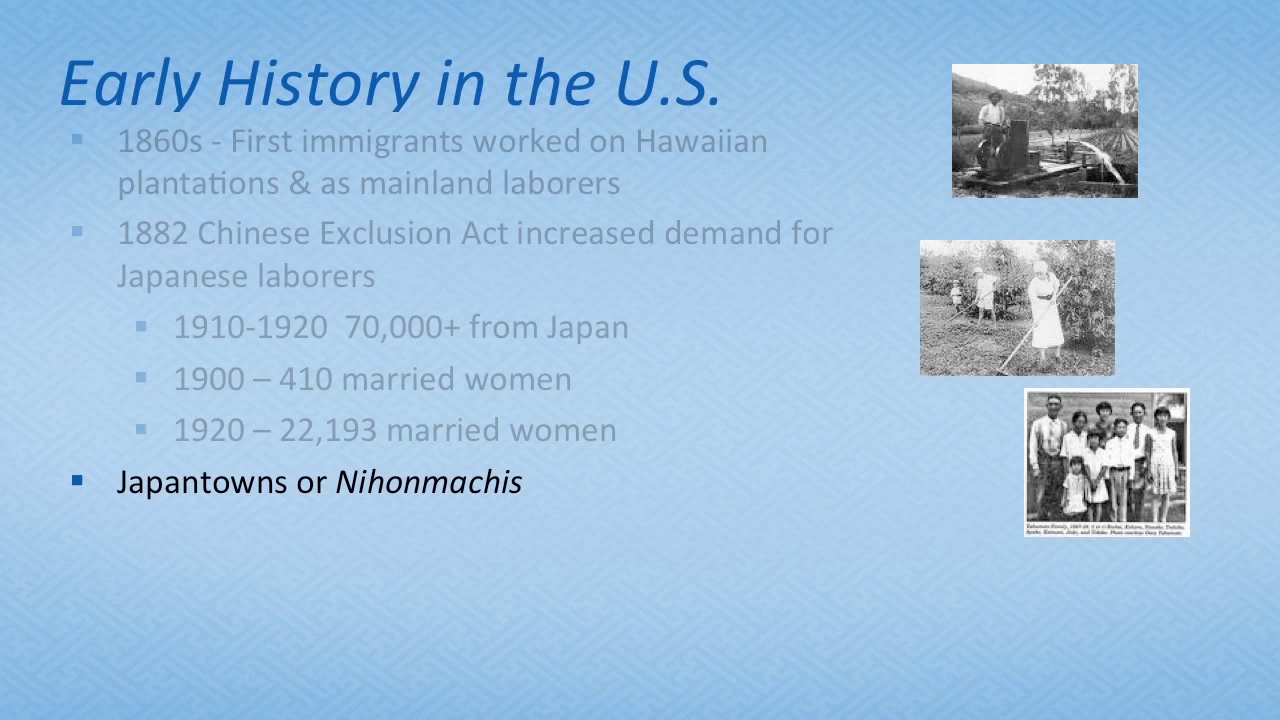 Early History in the U.S.
1860s - First immigrants worked on Hawaiian
plantations & as mainland laborers
1882 Chinese Exclusion Act increased demand for
Japanese laborers
1910-1920 70,000+ from Japan
1900 – 410 married women
1920 – 22,193 married women
Japantowns or Nihonmachis